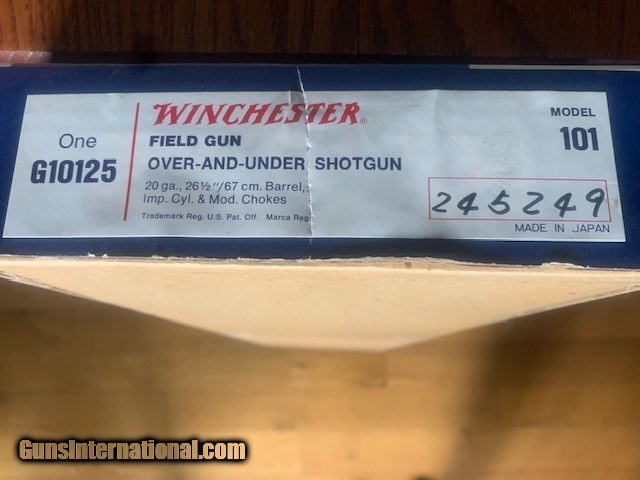 One
G10125
WINCHESTER®
FIELD GUN
OVER-AND-UNDER SHOTGUN
20 ga., 26½"/67 cm. Barrel,
Imp. Cyl. & Mod. Chokes
Trademark Reg. U.S. Pat. Off. Marca Reg.
MODEL
101
245249
MADE IN JAPAN
GunsInternational.com